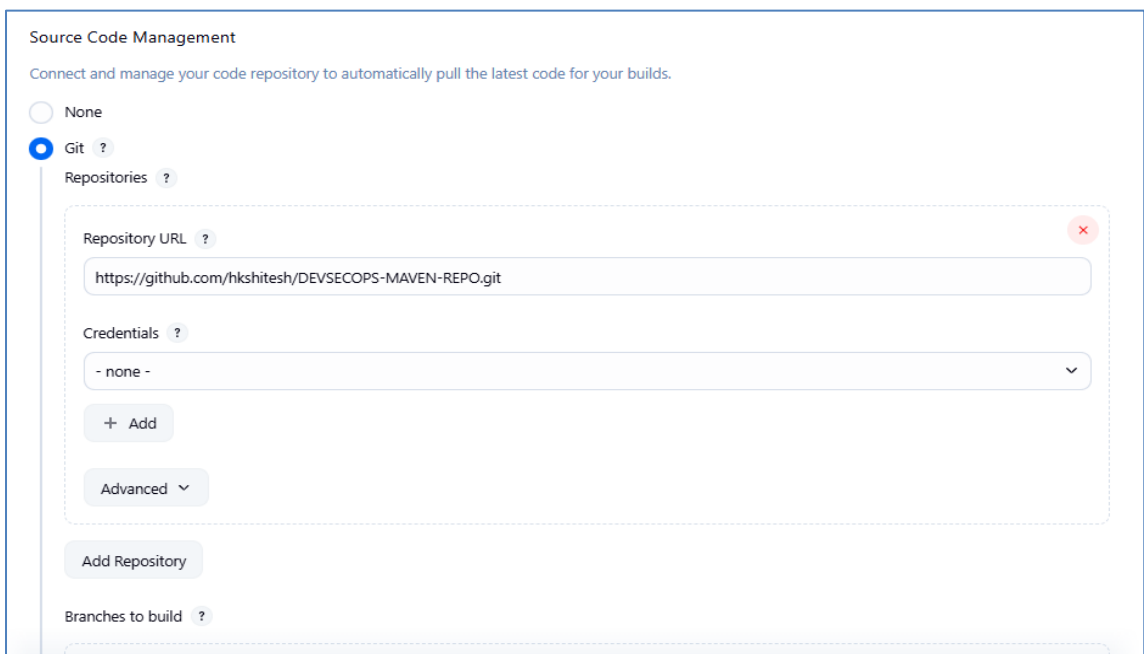 Source Code Management
Connect and manage your code repository to automatically pull the latest code for your builds.
None
Git ?
Repositories ?
Repository URL ?
https://github.com/hkshitesh/DEVSECOPS-MAVEN-REPO.git
Credentials ?
- none -
+ Add
Advanced
Add Repository
Branches to build ?